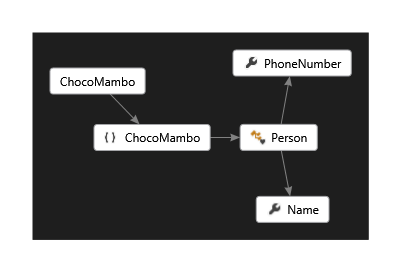 PhoneNumber
ChocoMambo
{ } ChocoMambo
Person
Name